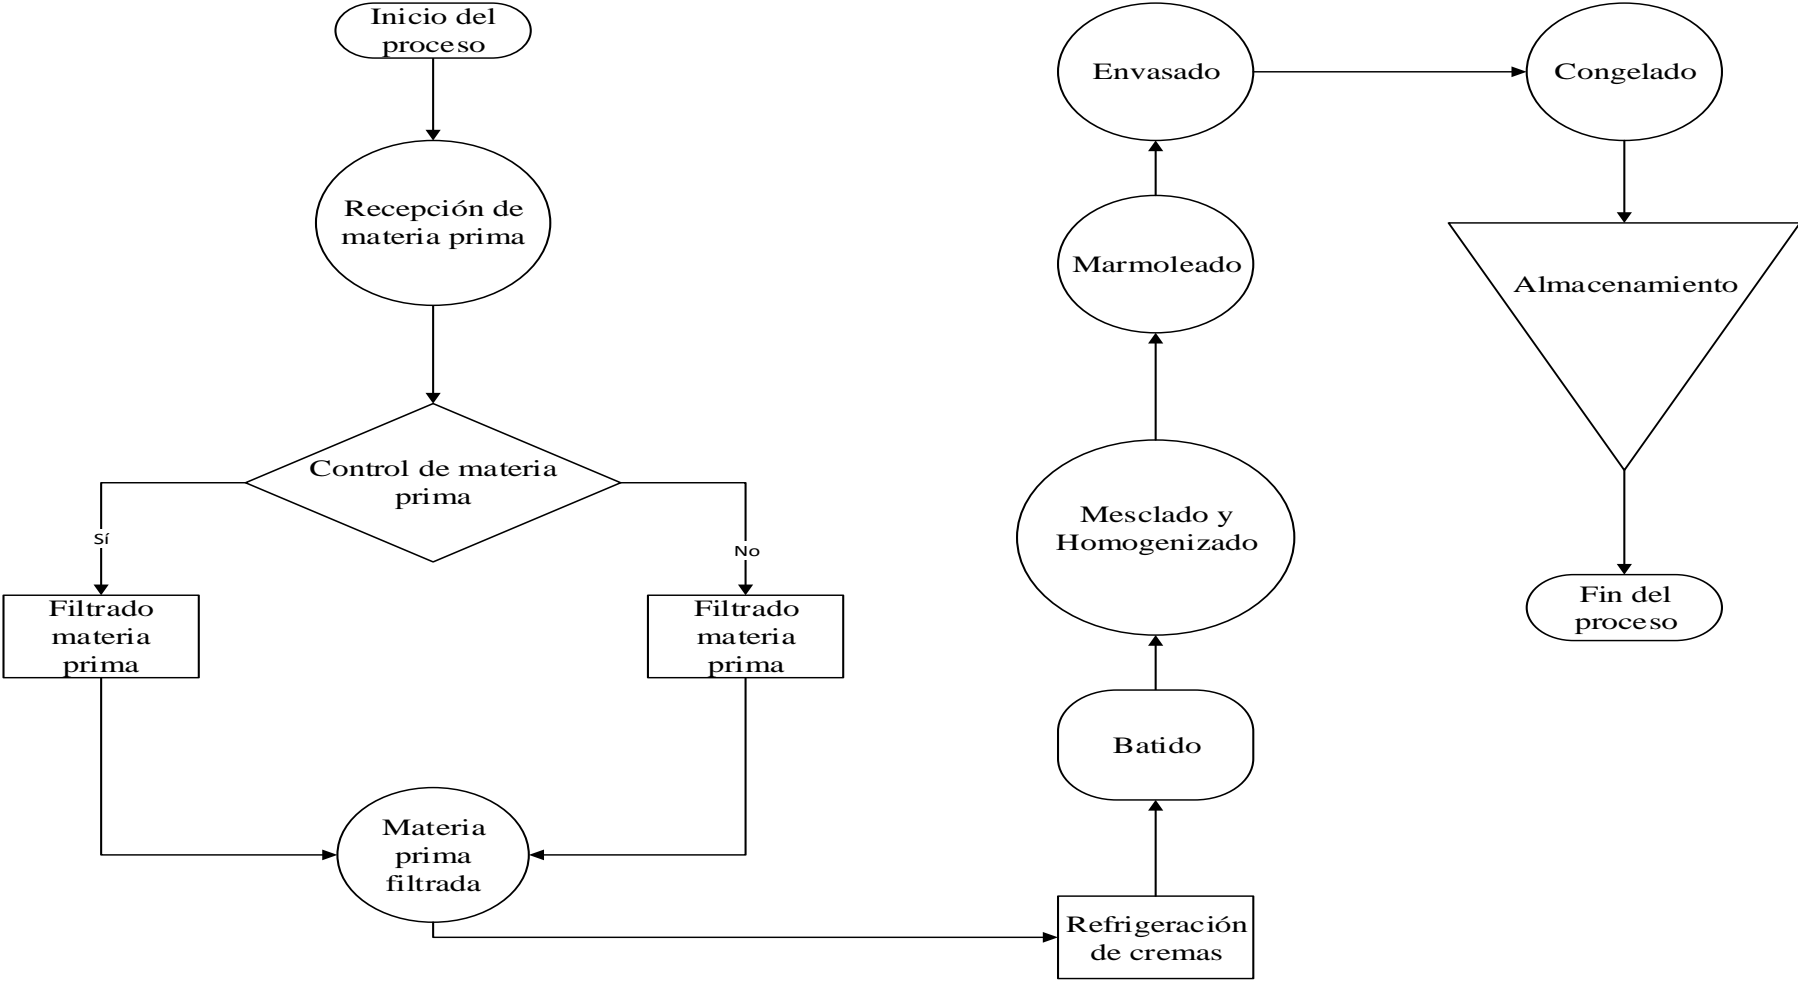 Inicio del
proceso
Recepción de
materia prima
Control de materia
prima
Sí
No
Filtrado
materia
prima
Filtrado
materia
prima
Materia
prima
filtrada
Refrigeración
de cremas
Batido
Mesclado y
Homogenizado
Marmoleado
Envasado
Congelado
Almacenamiento
Fin del
proceso